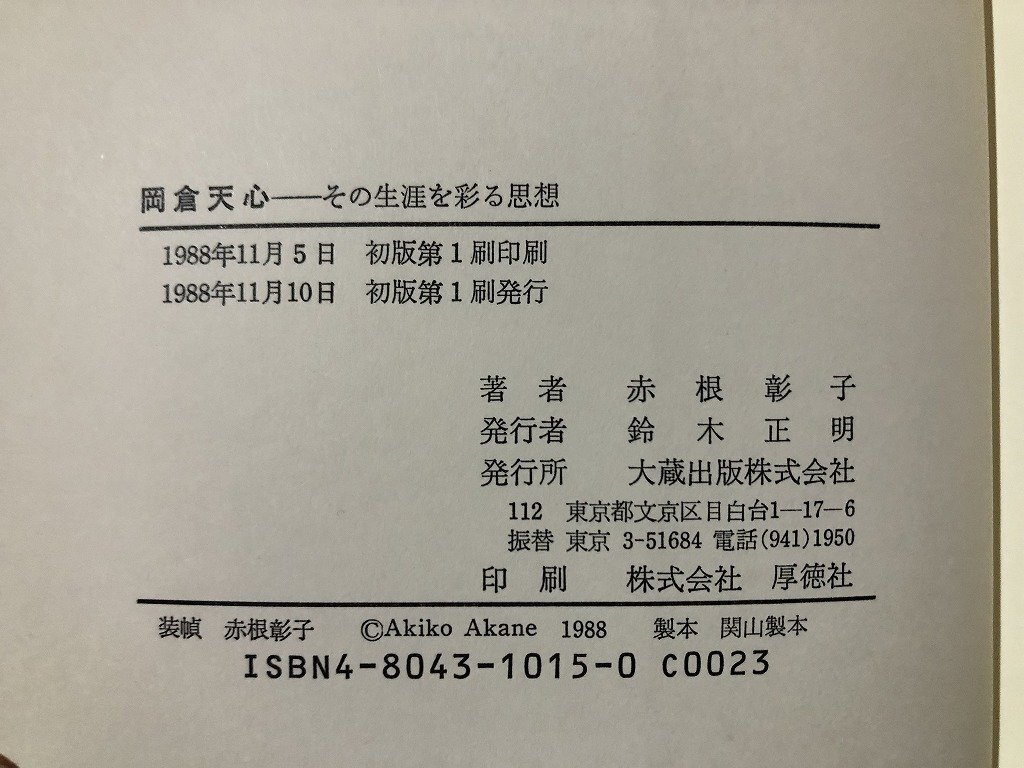 岡倉天心――その生涯を彩る思想
1988年11月5日 初版第1刷印刷
1988年11月10日 初版第1刷発行
著者 赤根彰子
発行者 鈴木正明
発行所 大蔵出版株式会社
112 東京都文京区目白台1―17―6
振替 東京 3-51684 電話(941)1950
印刷 株式会社 厚徳社
装幀 赤根彰子 ©Akiko Akane 1988 製本 関山製本
ISBN4-8043-1015-0 C0023